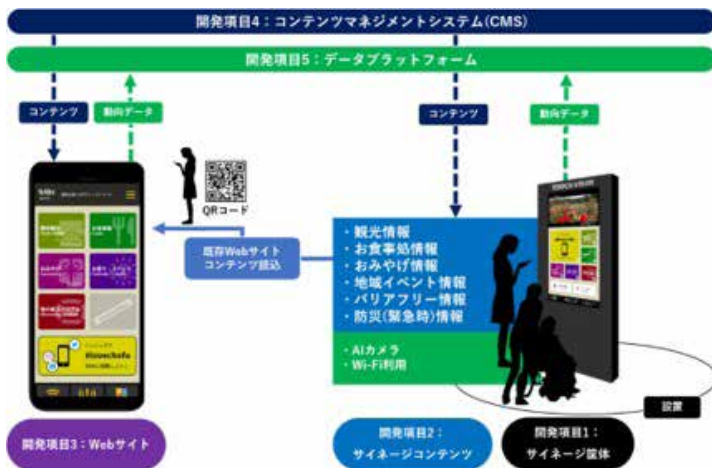 開発項目4：コンテンツマネジメントシステム(CMS)
開発項目5：データプラットフォーム
コンテンツ
動向データ
コンテンツ
動向データ
QRコード
既存Webサイト
コンテンツ読込
・観光情報
・お食事処情報
・おみやげ情報
・地域イベント情報
・バリアフリー情報
・防災(緊急時)情報
・AIカメラ
・Wi-Fi利用
設置
開発項目3：Webサイト
開発項目2：
サイネージコンテンツ
開発項目1：
サイネージ筐体